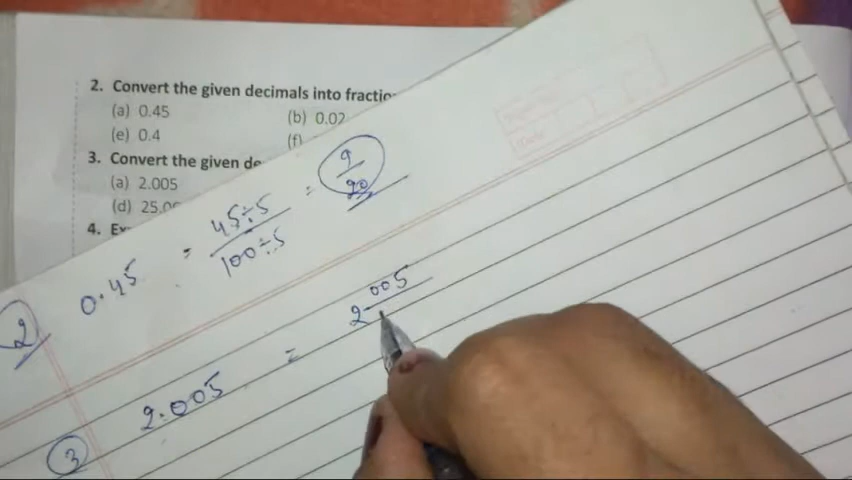 2. Convert the given decimals into fractio
(a) 0.45 (b) 0.02
(e) 0.4 (f)
3. Convert the given de
(a) 2.005
(d) 25.00
4. Ex
2 0.45 = 45÷5 / 100÷5 = 9 / 20
3 2.005 = 2 005